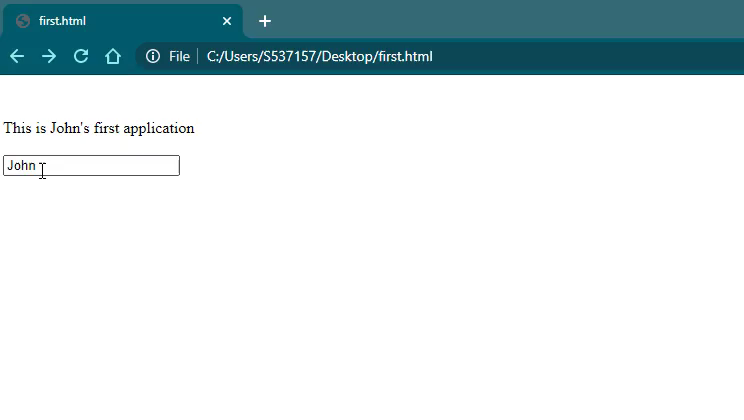 first.html
File C:/Users/S537157/Desktop/first.html
This is John's first application
John